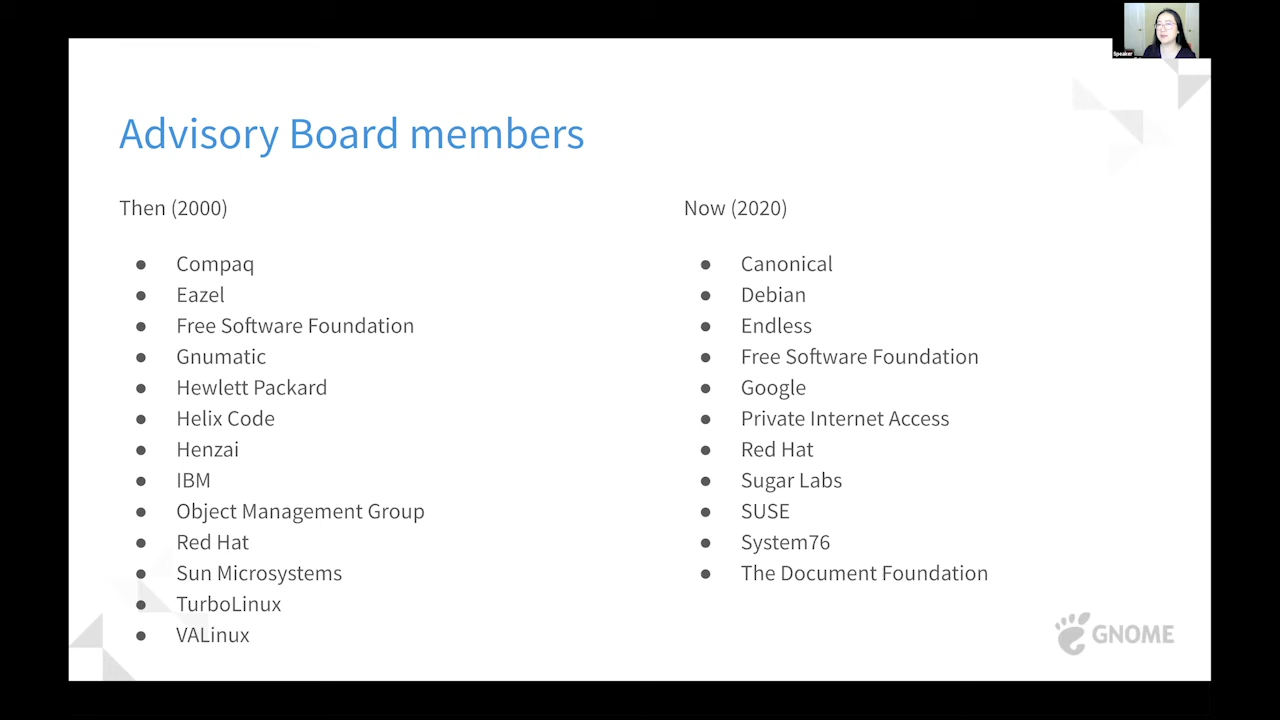 Speaker
Advisory Board members
Then (2000)
Compaq
Eazel
Free Software Foundation
Gnumatic
Hewlett Packard
Helix Code
Henzai
IBM
Object Management Group
Red Hat
Sun Microsystems
TurboLinux
VALinux
Now (2020)
Canonical
Debian
Endless
Free Software Foundation
Google
Private Internet Access
Red Hat
Sugar Labs
SUSE
System76
The Document Foundation
GNOME